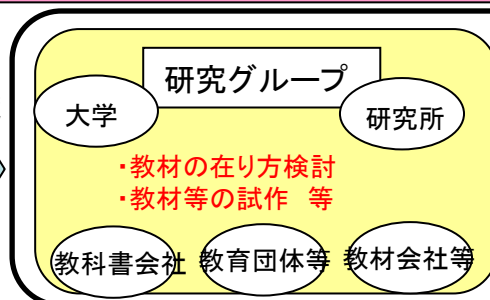 研究グループ
大学
研究所
・教材の在り方検討
・教材等の試作　等
教科書会社
教育団体等
教材会社等